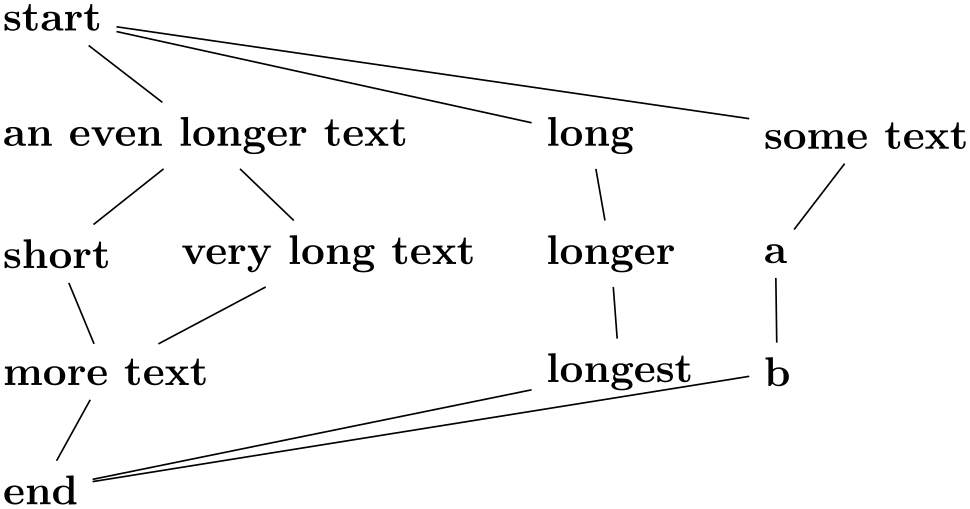 start
an even longer text long some text
short very long text longer a
more text longest b
end